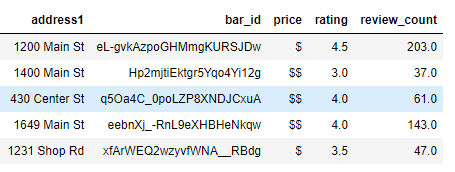 address1 bar_id price rating review_count
1200 Main St eL-gvkAzpoGHMmgKURSJDw $ 4.5 203.0
1400 Main St Hp2mjtiEktgr5Yqo4Yi12g $$ 3.0 37.0
430 Center St q5Oa4C_0poLZP8XNDJCxuA $$ 4.0 61.0
1649 Main St eebnXj_-RnL9eXHBHeNkqw $$ 4.0 143.0
1231 Shop Rd xfArWEQ2wzyvfWNA__RBdg $ 3.5 47.0